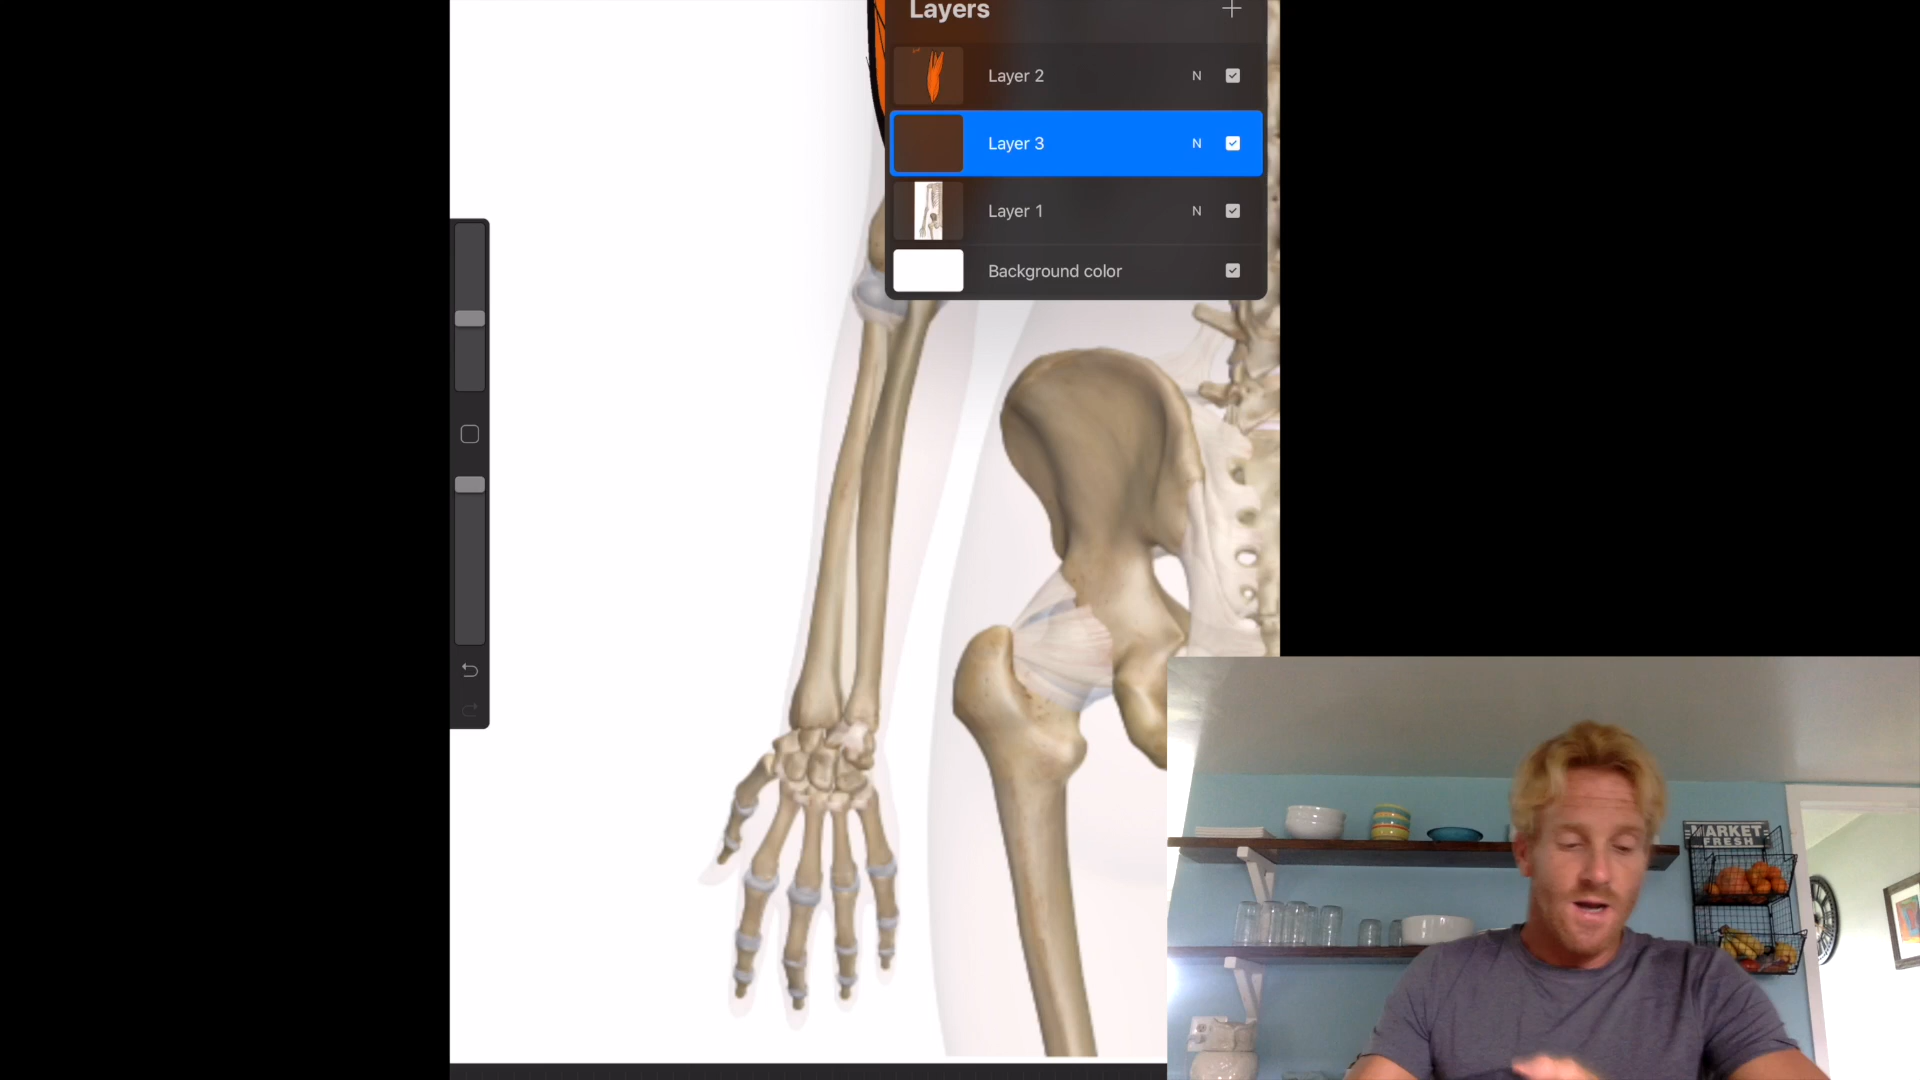 Layers
Layer 2 N
Layer 3 N
Layer 1 N
Background color
MARKET
FRESH